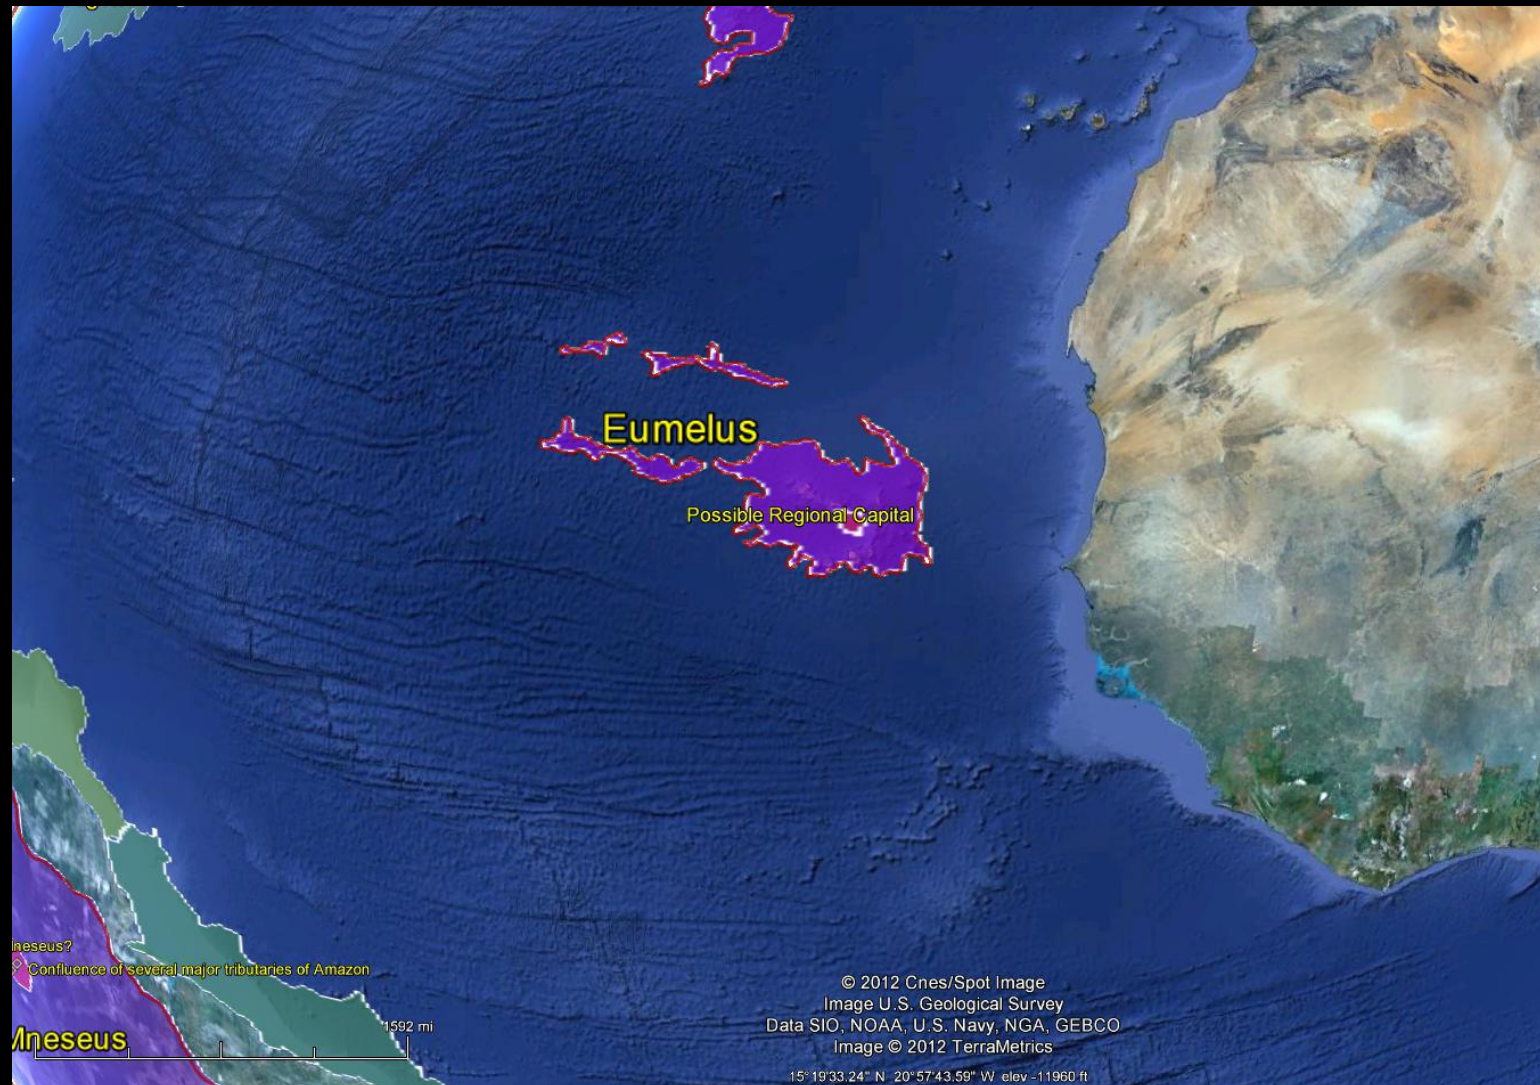 Eumelus
Possible Regional Capital
Mneseus?
Confluence of several major tributaries of Amazon
Mneseus
1592 mi
© 2012 Cnes/Spot Image
Image U.S. Geological Survey
Data SIO, NOAA, U.S. Navy, NGA, GEBCO
Image © 2012 TerraMetrics
15°19'33.24" N 20°57'43.59" W elev -11960 ft